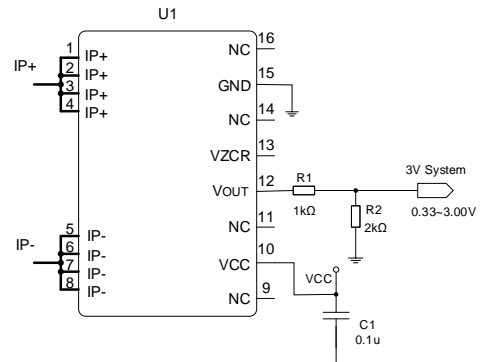 U1
IP+
1 IP+
2 IP+
3 IP+
4 IP+
IP-
5 IP-
6 IP-
7 IP-
8 IP-
NC 16
GND 15
NC 14
VZCR 13
VOUT 12
NC 11
VCC 10
NC 9
R1
1kΩ
R2
2kΩ
3V System
0.33~3.00V
VCC
C1
0.1u